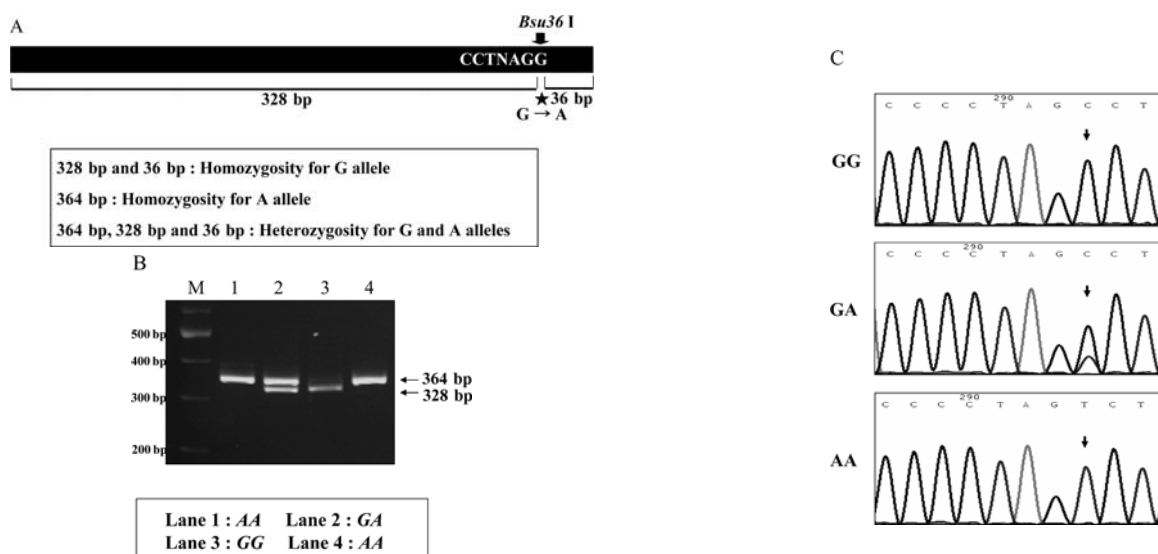 A
Bsu36 I
CCTNAGG
328 bp
★36 bp
G → A
328 bp and 36 bp : Homozygosity for G allele
364 bp : Homozygosity for A allele
364 bp, 328 bp and 36 bp : Heterozygosity for G and A alleles
B
M 1 2 3 4
500 bp
400 bp
300 bp
200 bp
364 bp
328 bp
Lane 1 : AA Lane 2 : GA
Lane 3 : GG Lane 4 : AA
C
290
C C C C T A G C C T
GG
290
C C C C T A G C C T
GA
290
C C C C T A G T C T
AA